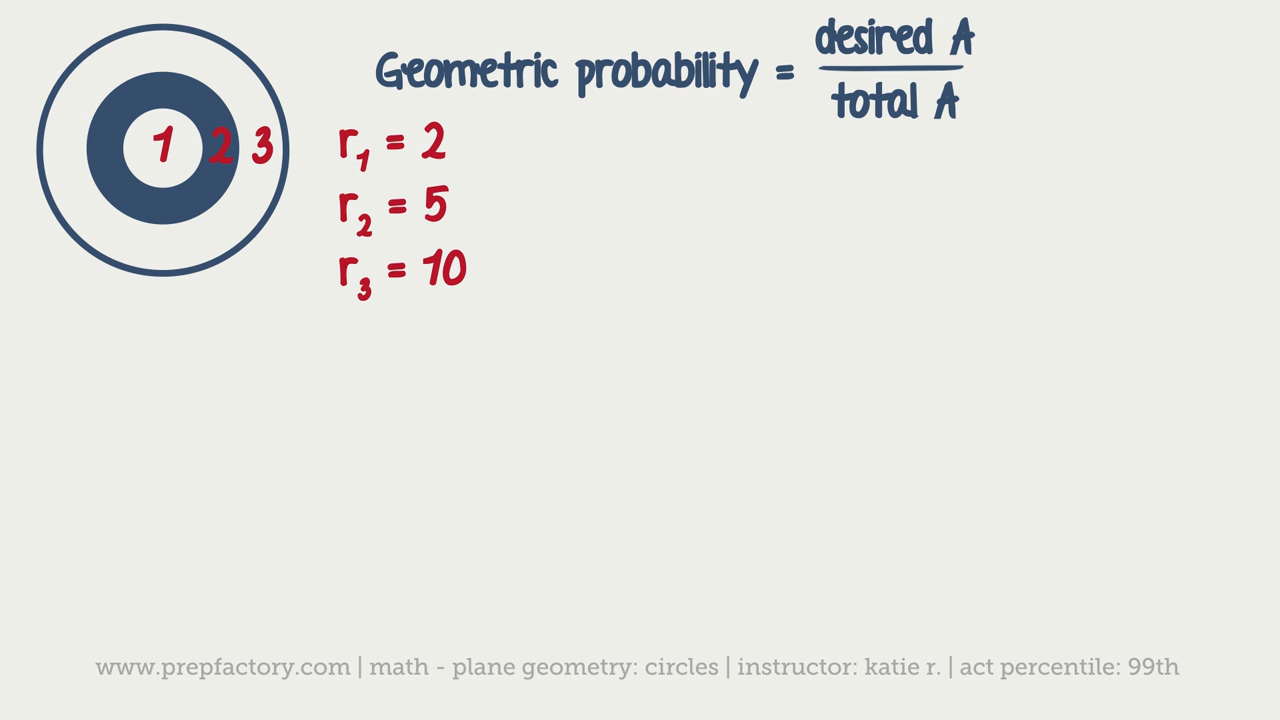 1 2 3
Geometric probability = desired A / total A
r₁ = 2
r₂ = 5
r₃ = 10
www.prepfactory.com | math - plane geometry: circles | instructor: katie r. | act percentile: 99th